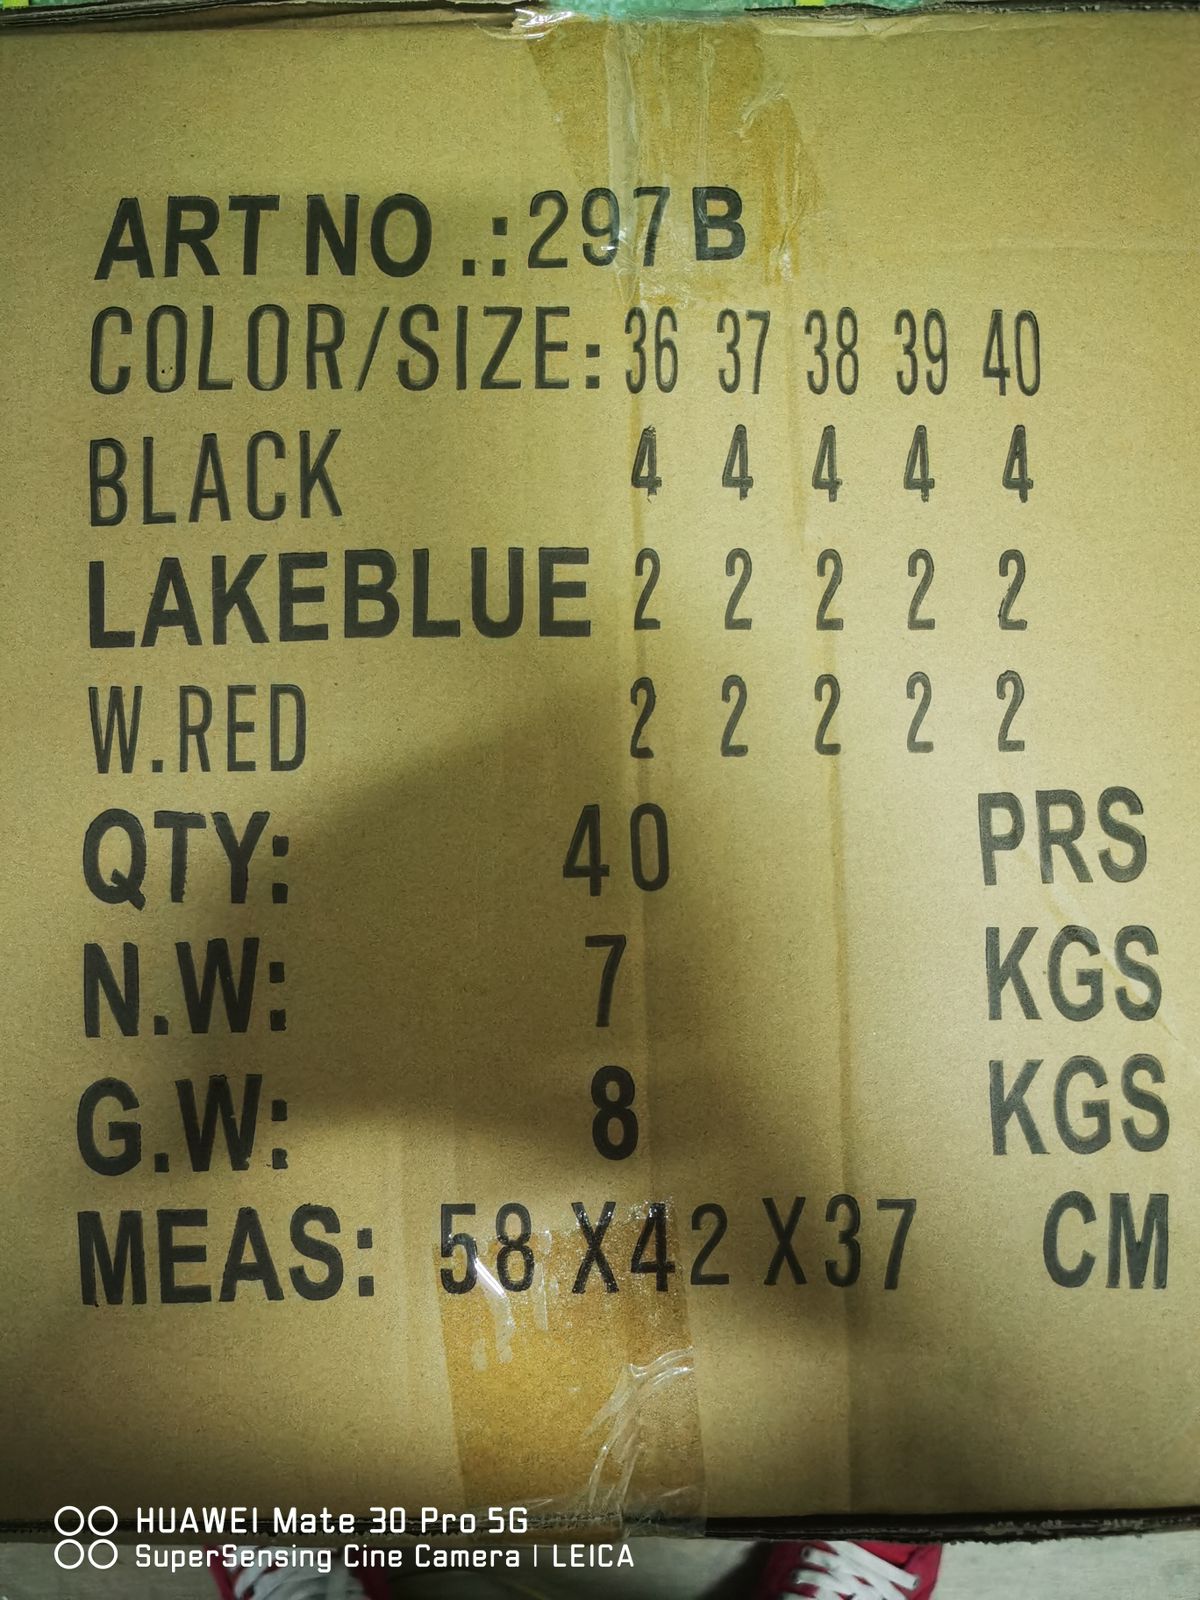 ART NO .:297B
COLOR/SIZE: 36 37 38 39 40
BLACK 4 4 4 4 4
LAKEBLUE 2 2 2 2 2
W.RED 2 2 2 2 2
QTY: 40 PRS
N.W: 7 KGS
G.W: 8 KGS
MEAS: 58 X42 X37 CM
HUAWEI Mate 30 Pro 5G
SuperSensing Cine Camera | LEICA